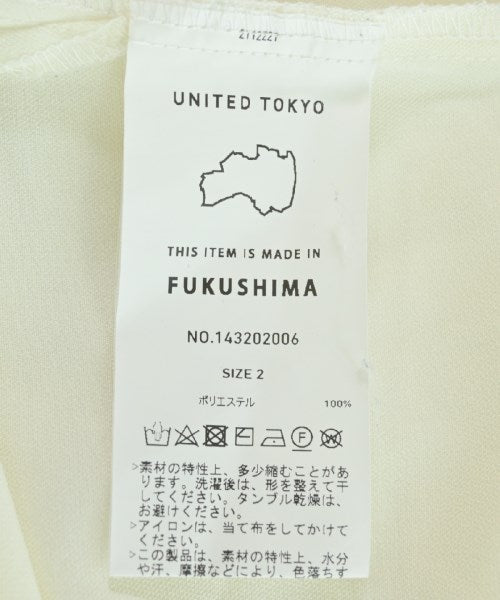 2112227
UNITED TOKYO
THIS ITEM IS MADE IN
FUKUSHIMA
NO.143202006
SIZE 2
ポリエステル 100%
>素材の特性上、多少縮むことがあ
ります。洗濯後は、形を整えて干
してください。タンブル乾燥は、
お避けください。
>アイロンは、当て布をしてかけて
ください。
>この製品は、素材の特性上、水分
や汗、摩擦などにより、色落ちす